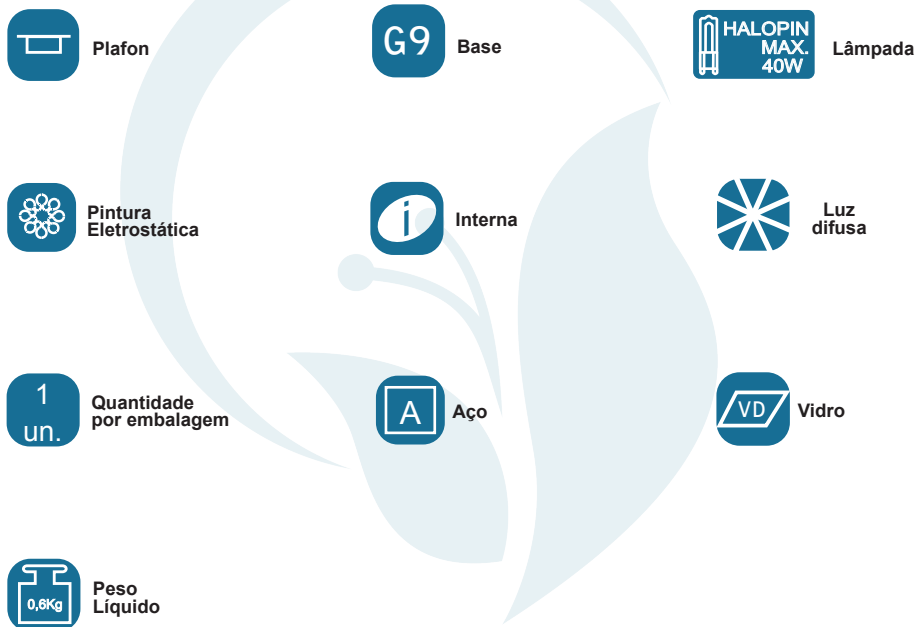 Plafon
G9
Base
HALOPIN
MAX.
40W
Lâmpada
Pintura
Eletrostática
i
Interna
Luz
difusa
1
un.
Quantidade
por embalagem
A
Aço
VD
Vidro
0,6Kg
Peso
Líquido